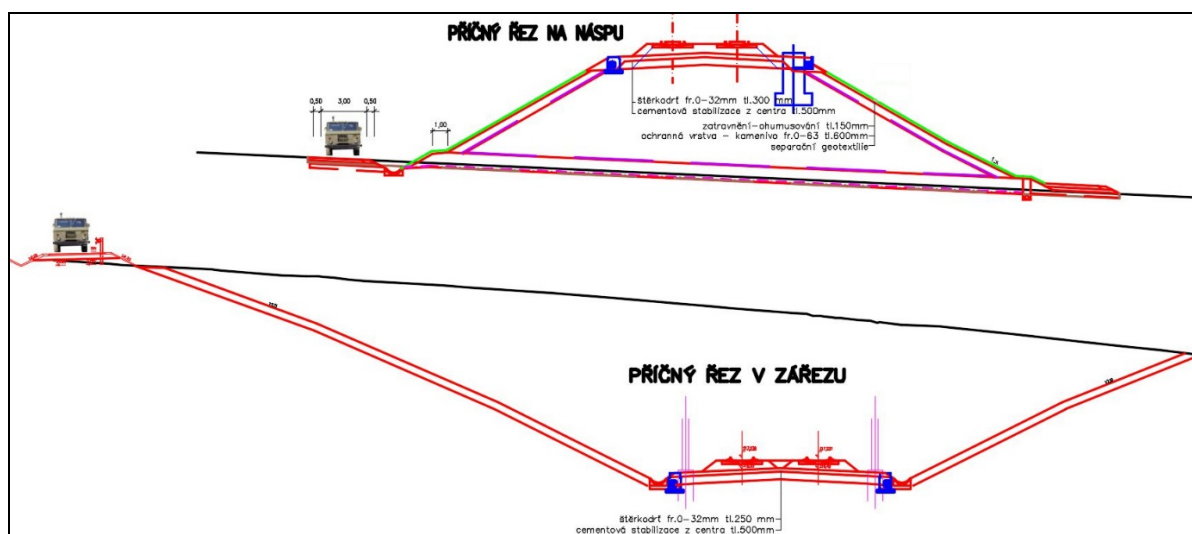 PŘÍČNÝ ŘEZ NA NÁSPU
štěrkodrť fr.0-32mm tl.300 mm
cementová stabilizace z centra tl.500mm
0,50 3,00 0,50
1,00
zatravnění-ohumusování tl.150mm
ochranná vrstva - kamenivo fr.0-63 tl.600mm
separační geotextilie
PŘÍČNÝ ŘEZ V ZÁŘEZU
štěrkodrť fr.0-32mm tl.250 mm
cementová stabilizace z centra tl.500mm